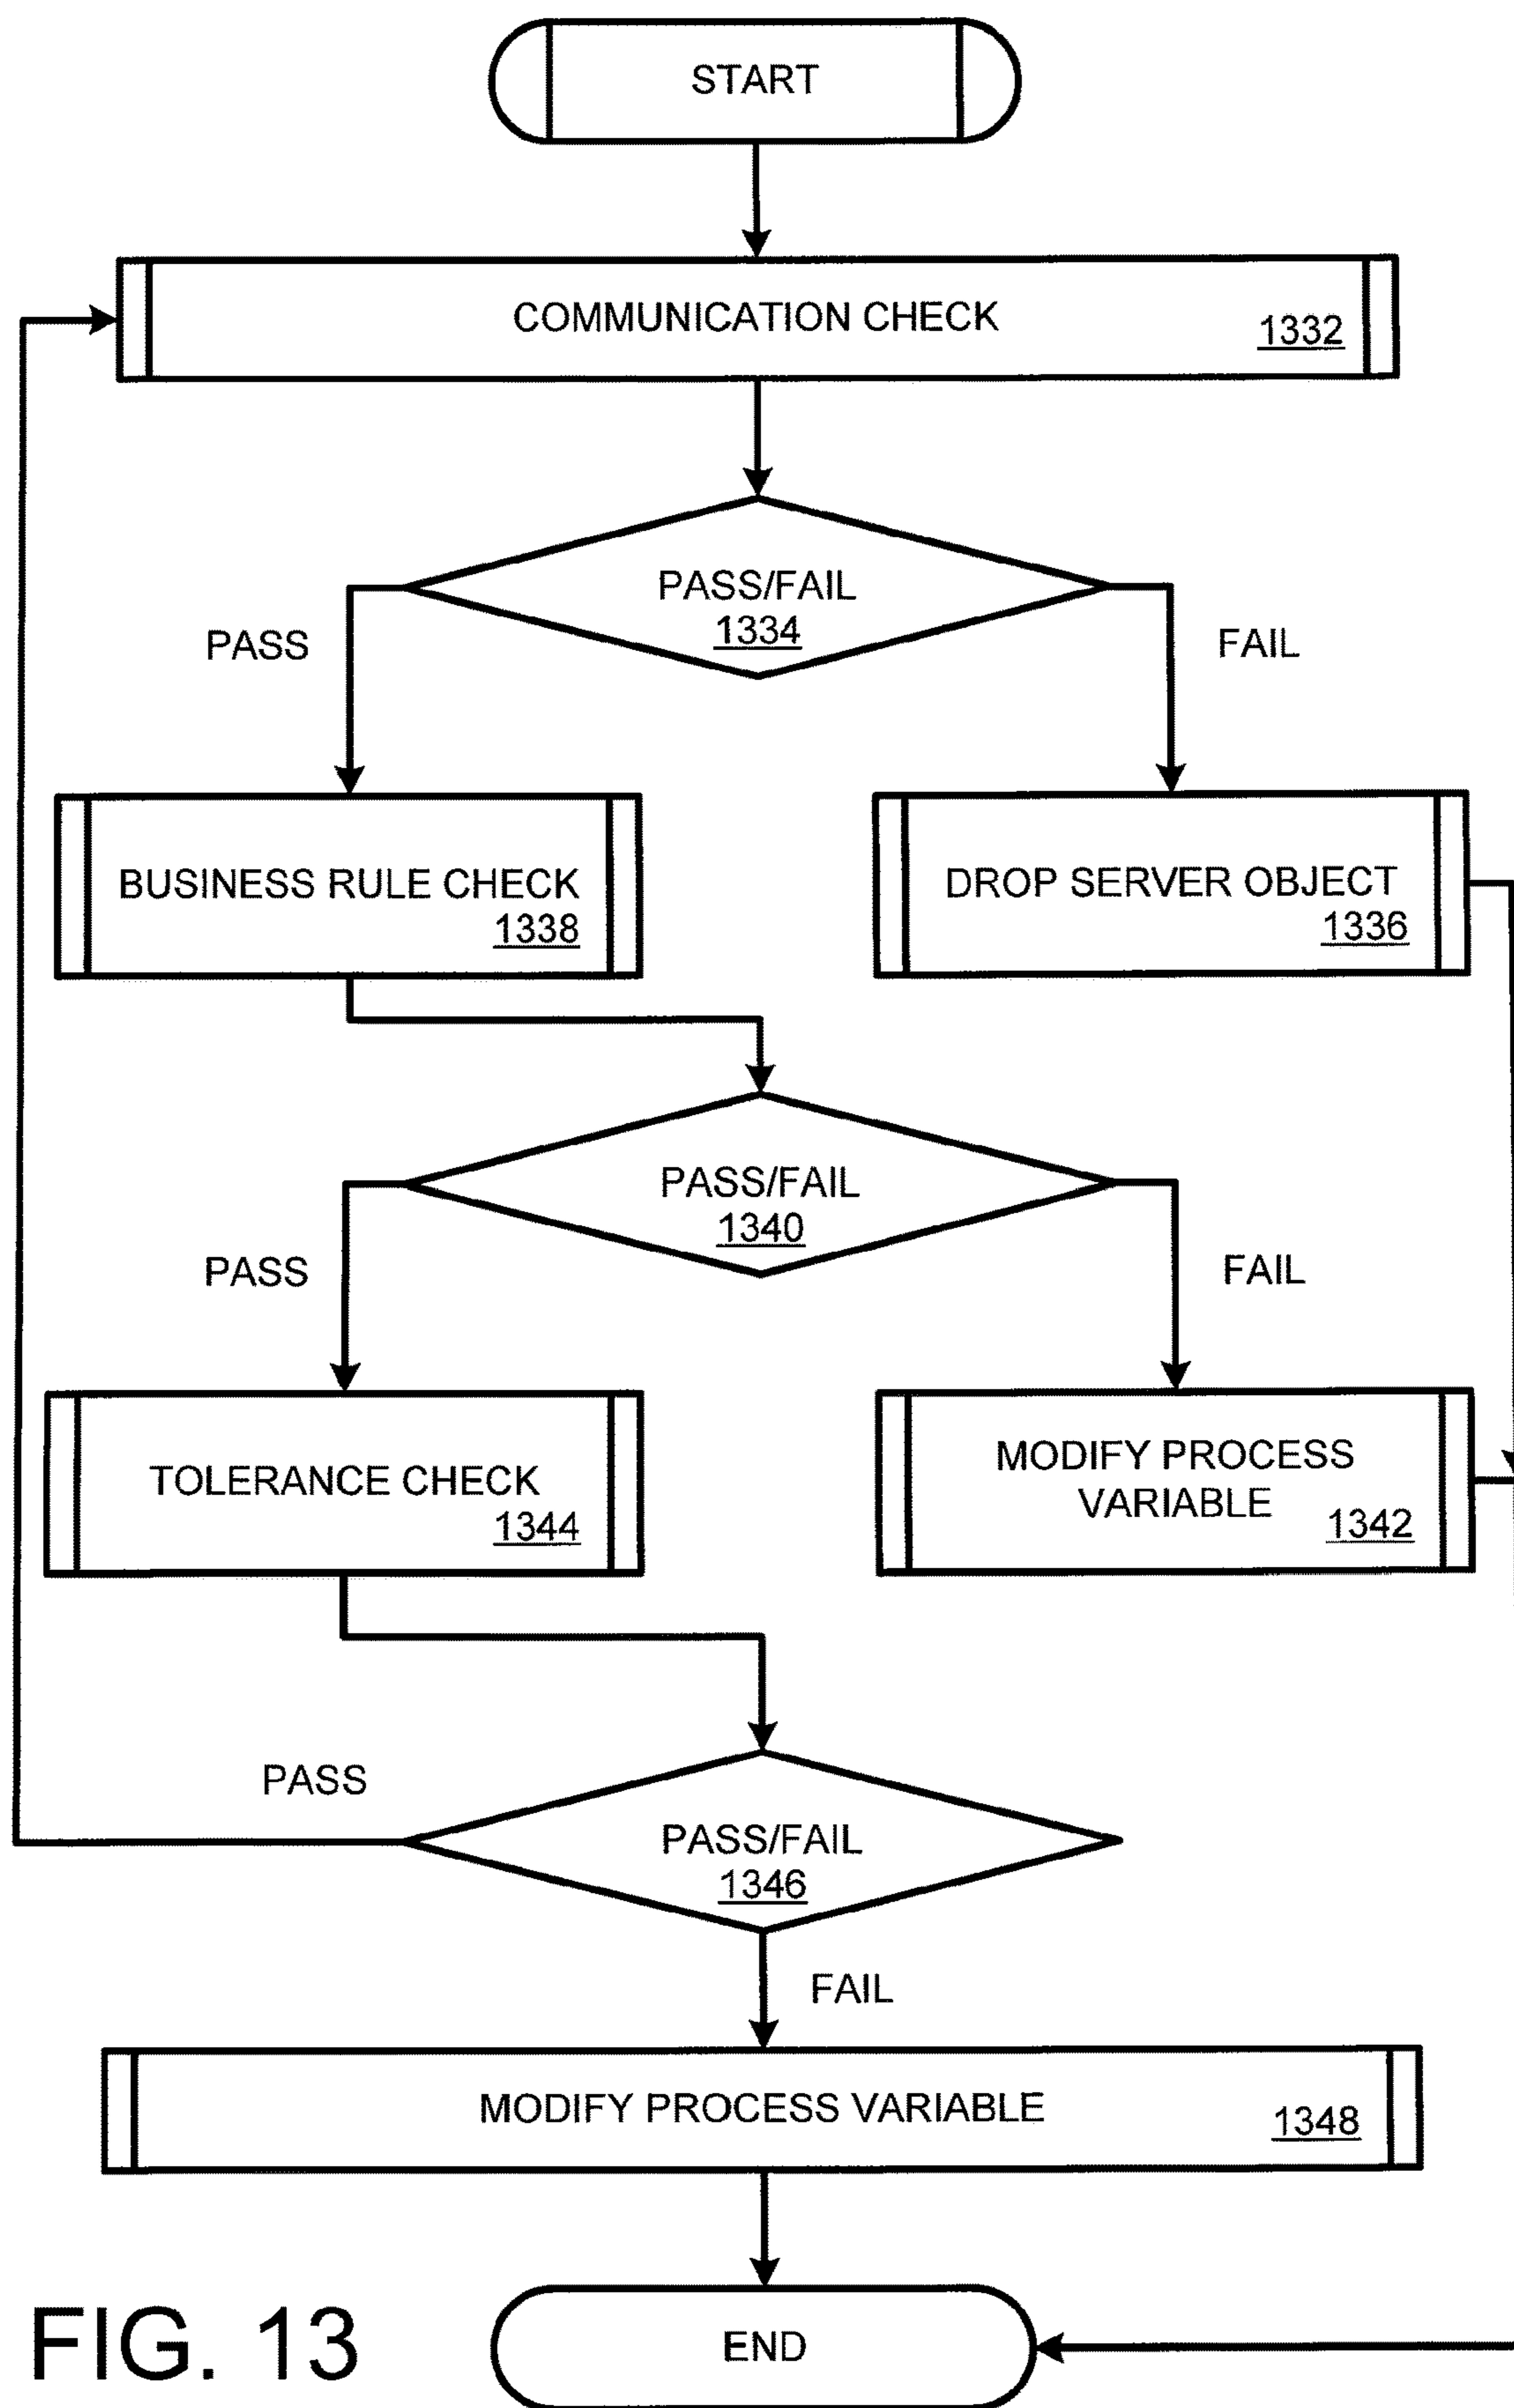 START
COMMUNICATION CHECK
1332
PASS/FAIL
1334
PASS
FAIL
BUSINESS RULE CHECK
1338
DROP SERVER OBJECT
1336
PASS/FAIL
1340
PASS
FAIL
TOLERANCE CHECK
1344
MODIFY PROCESS
VARIABLE
1342
PASS
PASS/FAIL
1346
FAIL
MODIFY PROCESS VARIABLE
1348
END
FIG. 13